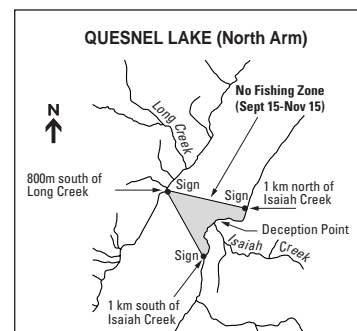 QUESNEL LAKE (North Arm)
No Fishing Zone
(Sept 15-Nov 15)
Long
Creek
N
800m south of
Long Creek
Sign
Sign
1 km north of
Isaiah Creek
Deception Point
Isaiah Creek
Sign
1 km south of
Isaiah Creek